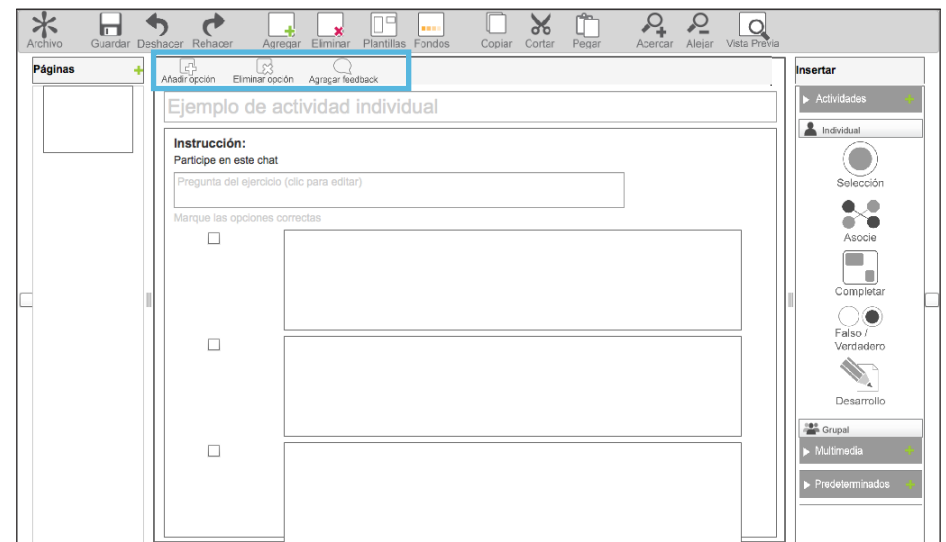 Archivo Guardar Deshacer Rehacer Agregar Eliminar Plantillas Fondos Copiar Cortar Pegar Acercar Alejar Vista Previa
Páginas
Añadir opción Eliminar opción Agregar feedback
Ejemplo de actividad individual
Instrucción:
Participe en este chat
Pregunta del ejercicio (clic para editar)
Marque las opciones correctas
Insertar
Actividades
Individual
Selección
Asocie
Completar
Falso /
Verdadero
Desarrollo
Grupal
Multimedia
Predeterminados